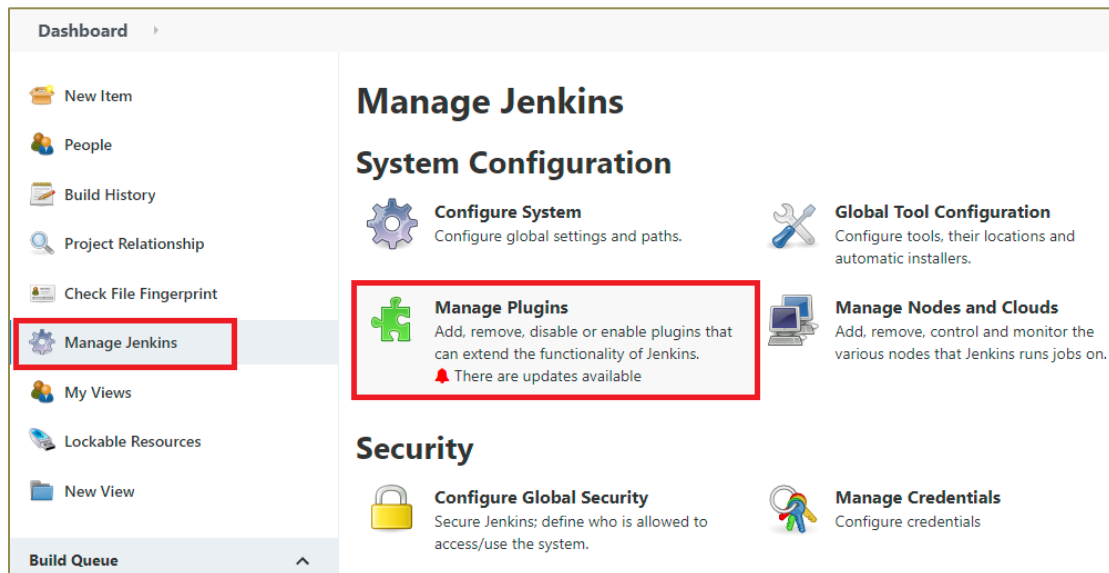 Dashboard
New Item
People
Build History
Project Relationship
Check File Fingerprint
Manage Jenkins
My Views
Lockable Resources
New View
Build Queue
Manage Jenkins
System Configuration
Configure System
Configure global settings and paths.
Global Tool Configuration
Configure tools, their locations and
automatic installers.
Manage Plugins
Add, remove, disable or enable plugins that
can extend the functionality of Jenkins.
There are updates available
Manage Nodes and Clouds
Add, remove, control and monitor the
various nodes that Jenkins runs jobs on.
Security
Configure Global Security
Secure Jenkins; define who is allowed to
access/use the system.
Manage Credentials
Configure credentials